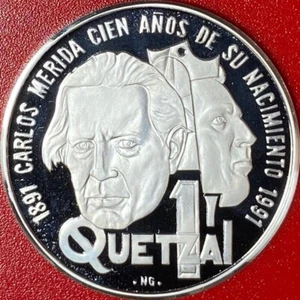 1891 CARLOS MERIDA CIEN AÑOS DE SU NACIMIENTO 1991
1
QUETZAl
· NG ·